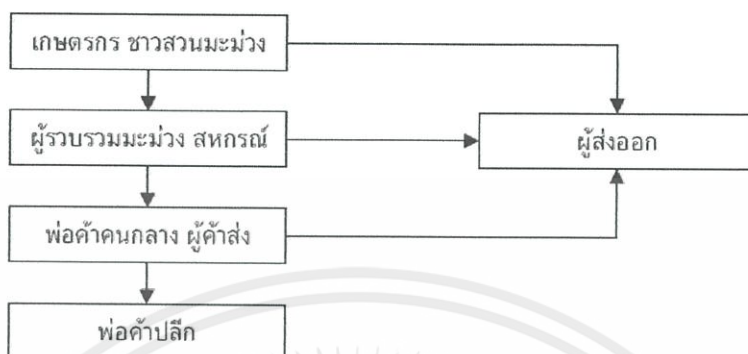 เกษตรกร ชาวสวนมะม่วง
ผู้รวบรวมมะม่วง สหกรณ์
ผู้ส่งออก
พ่อค้าคนกลาง ผู้ค้าส่ง
พ่อค้าปลีก